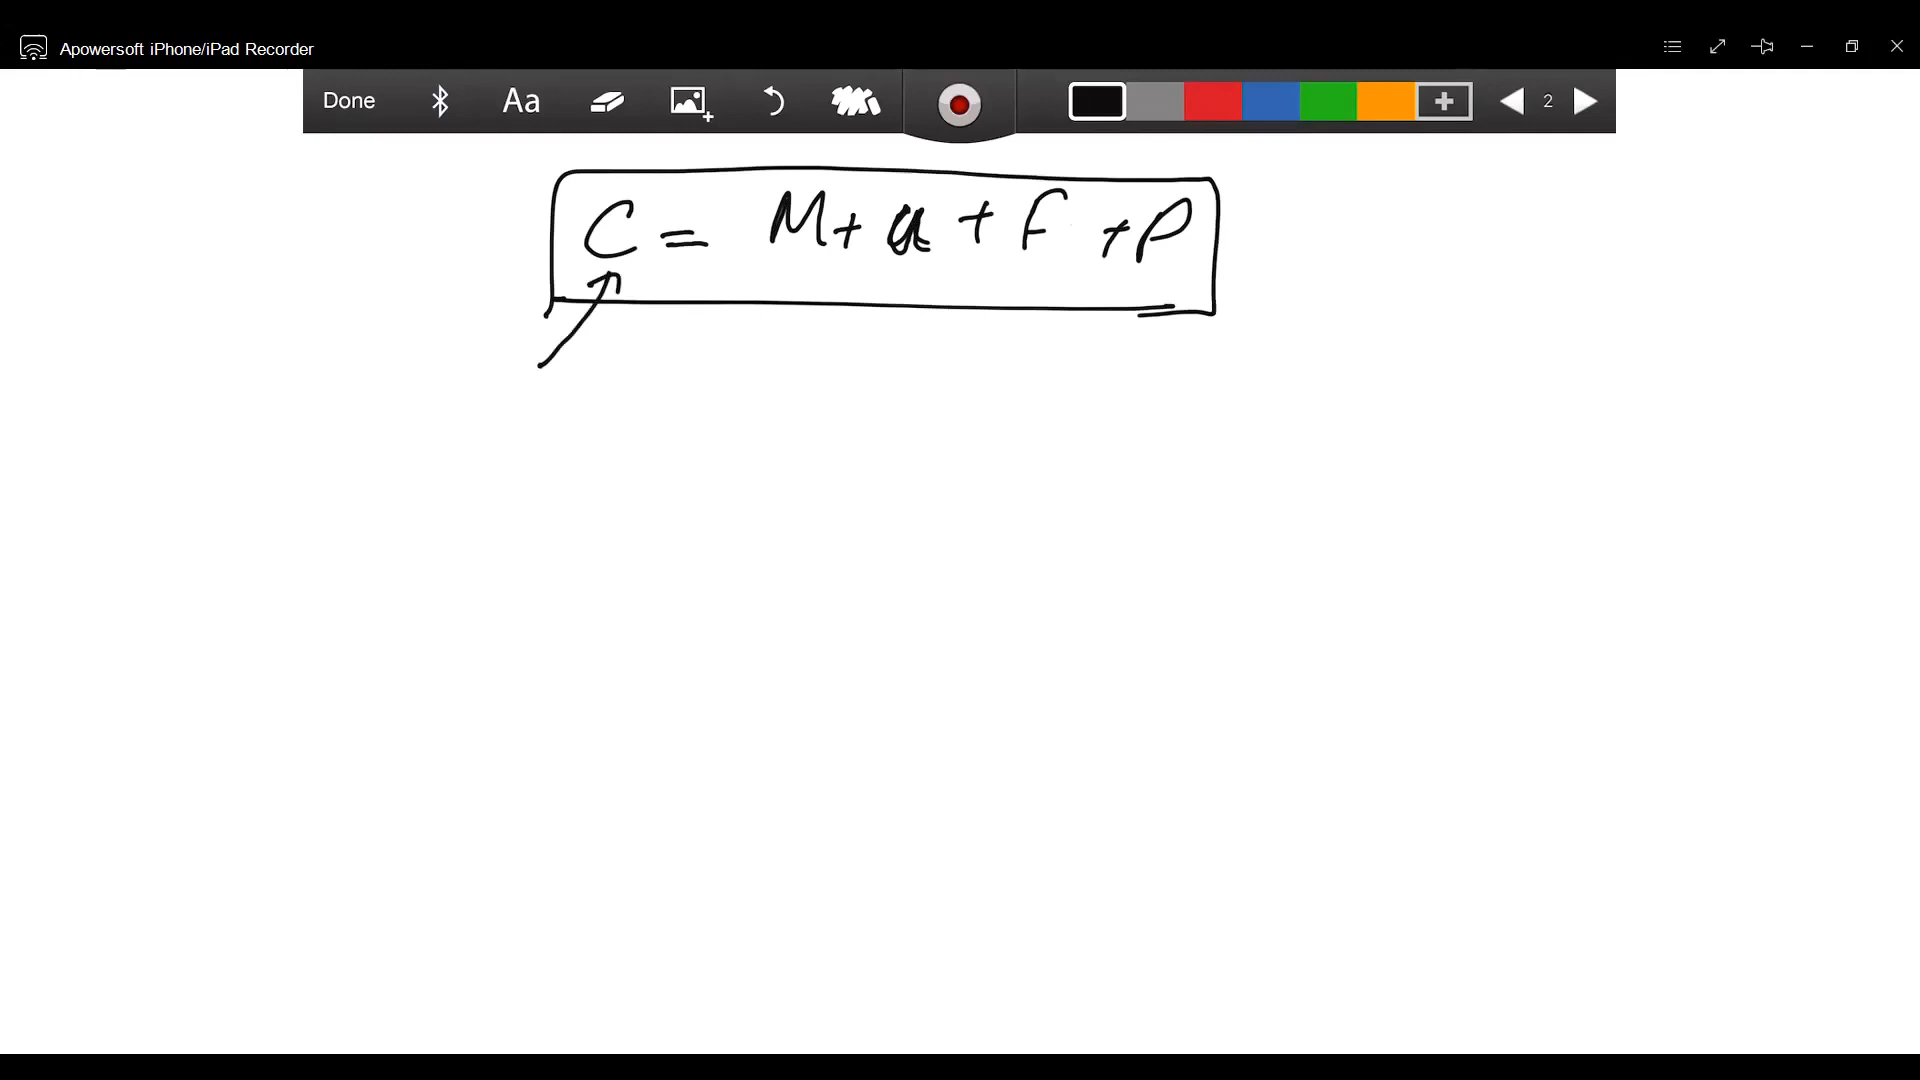 Apowersoft iPhone/iPad Recorder
Done Aa 2
C = M + a + F + P